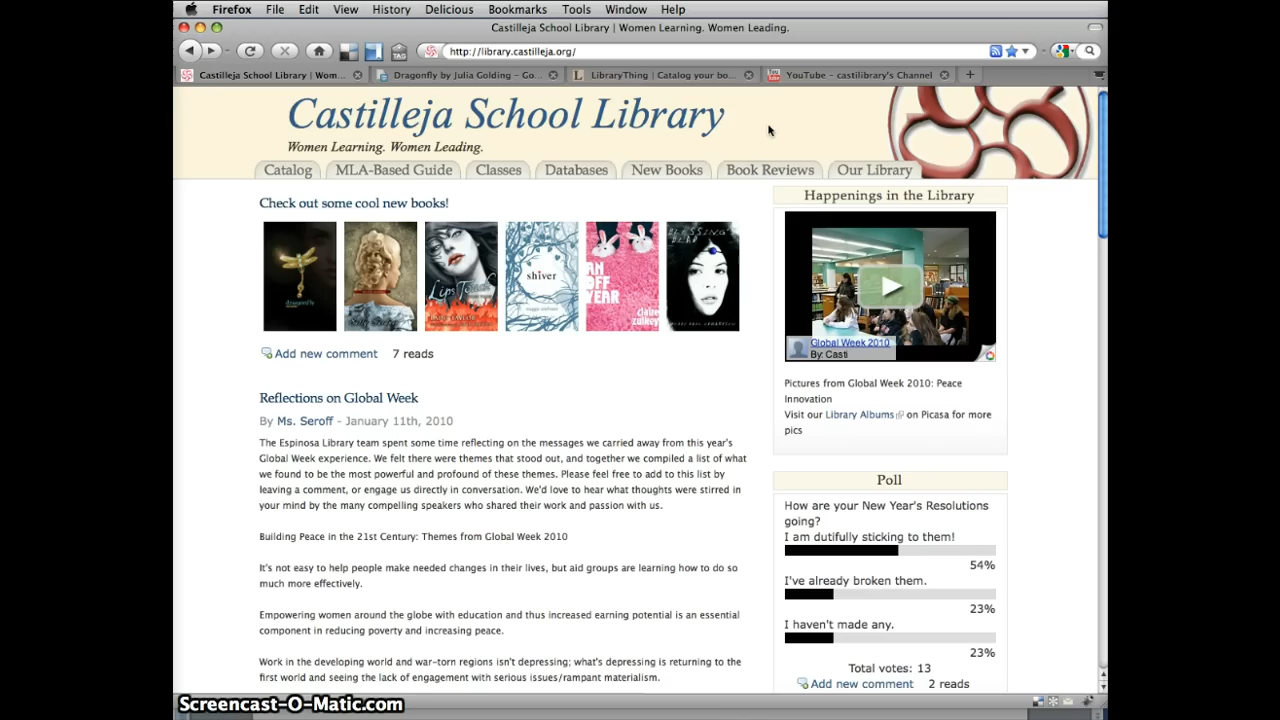 Firefox File Edit View History Delicious Bookmarks Tools Window Help
Castilleja School Library | Women Learning. Women Leading.
http://library.castilleja.org/
Castilleja School Library | Wom... Dragonfly by Julia Golding - Go... LibraryThing | Catalog your bo... YouTube - castilibrary's Channel
Castilleja School Library
Women Learning. Women Leading.
Catalog MLA-Based Guide Classes Databases New Books Book Reviews Our Library
Check out some cool new books!
shiver
AN
OFF
YEAR
claire
zulkey
Add new comment 7 reads
Reflections on Global Week
By Ms. Seroff - January 11th, 2010
The Espinosa Library team spent some time reflecting on the messages we carried away from this year's
Global Week experience. We felt there were themes that stood out, and together we compiled a list of what
we found to be the most powerful and profound of these themes. Please feel free to add to this list by
leaving a comment, or engage us directly in conversation. We'd love to hear what thoughts were stirred in
your mind by the many compelling speakers who shared their work and passion with us.
Building Peace in the 21st Century: Themes from Global Week 2010
It's not easy to help people make needed changes in their lives, but aid groups are learning how to do so
much more effectively.
Empowering women around the globe with education and thus increased earning potential is an essential
component in reducing poverty and increasing peace.
Work in the developing world and war-torn regions isn't depressing; what's depressing is returning to the
first world and seeing the lack of engagement with serious issues/rampant materialism.
Happenings in the Library
Global Week 2010
By: Casti
Pictures from Global Week 2010: Peace
Innovation
Visit our Library Albums on Picasa for more
pics
Poll
How are your New Year's Resolutions
going?
I am dutifully sticking to them!
54%
I've already broken them.
23%
I haven't made any.
23%
Total votes: 13
Add new comment 2 reads
Screencast-O-Matic.com